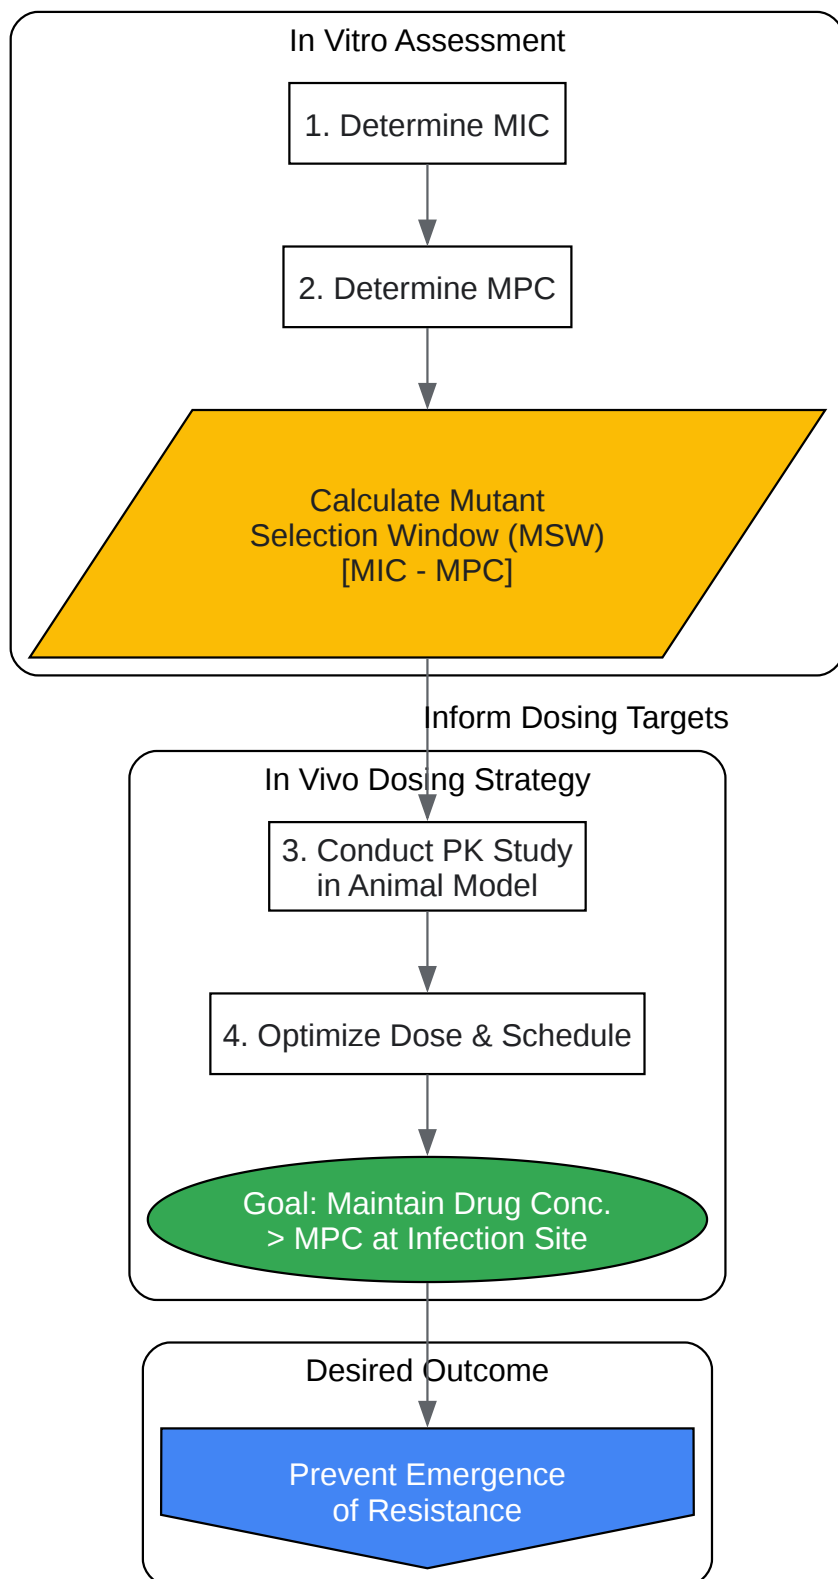 In Vitro Assessment
1. Determine MIC
2. Determine MPC
Calculate Mutant
Selection Window (MSW)
[MIC - MPC]
Inform Dosing Targets
In Vivo Dosing Strategy
3. Conduct PK Study
in Animal Model
4. Optimize Dose & Schedule
Goal: Maintain Drug Conc.
> MPC at Infection Site
Desired Outcome
Prevent Emergence
of Resistance